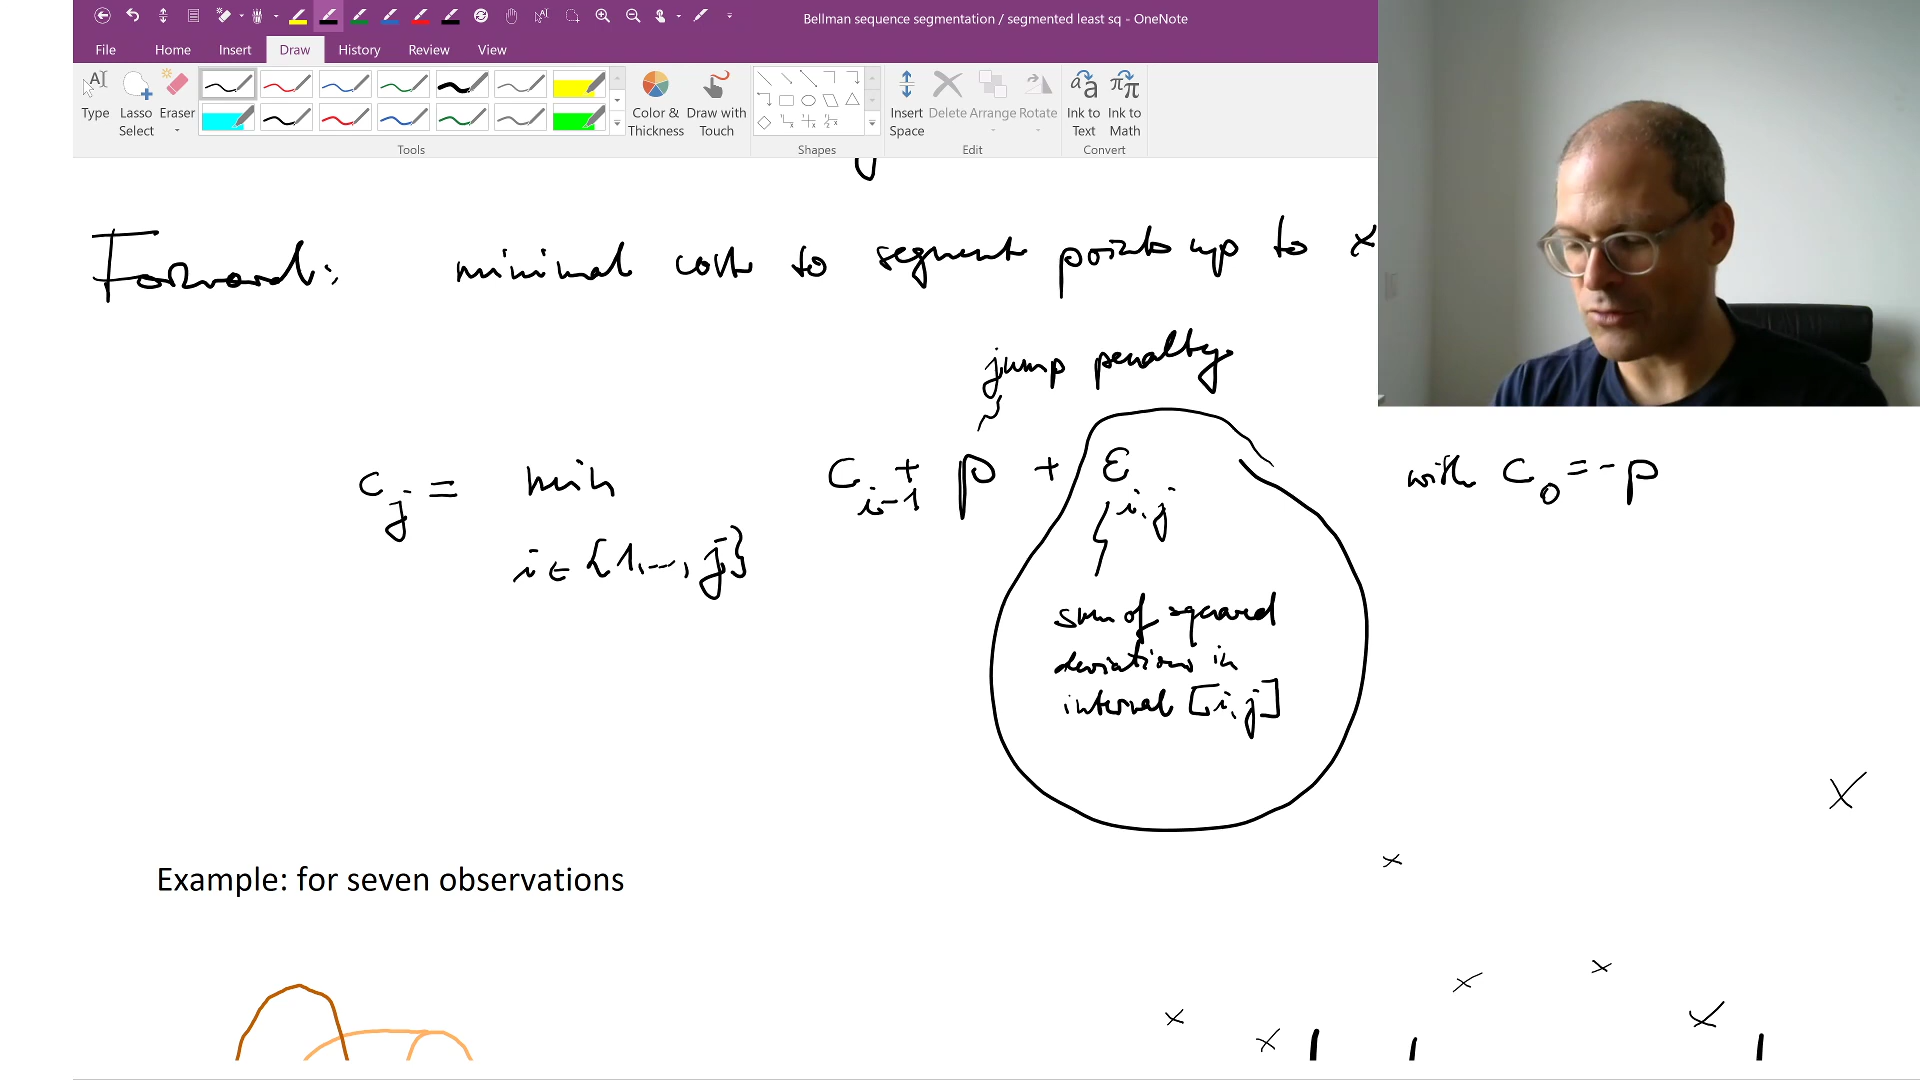 Bellman sequence segmentation / segmented least sq - OneNote
File Home Insert Draw History Review View
Type Lasso Select Eraser Color & Thickness Draw with Touch Insert Space Delete Arrange Rotate Ink to Text Ink to Math
Tools Shapes Edit Convert
Forward: minimal cost to segment points up to x
jump penalty
c_j = min C_{i-1} + p + ε_{i,j} with C_0 = -p
i ∈ {1,...,j}
sum of squared
deviations in
interval [i,j]
Example: for seven observations